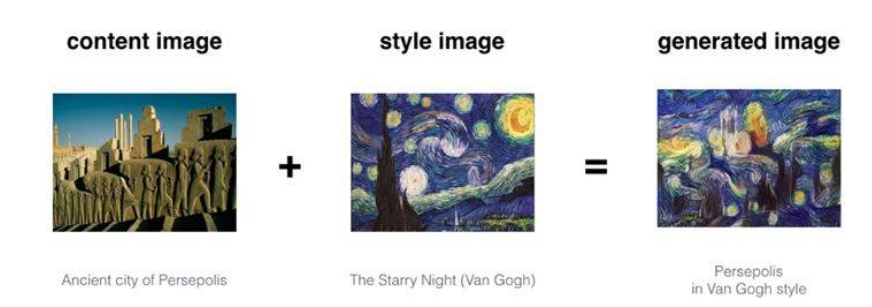 content image
style image
generated image
+
=
Ancient city of Persepolis
The Starry Night (Van Gogh)
Persepolis
in Van Gogh style